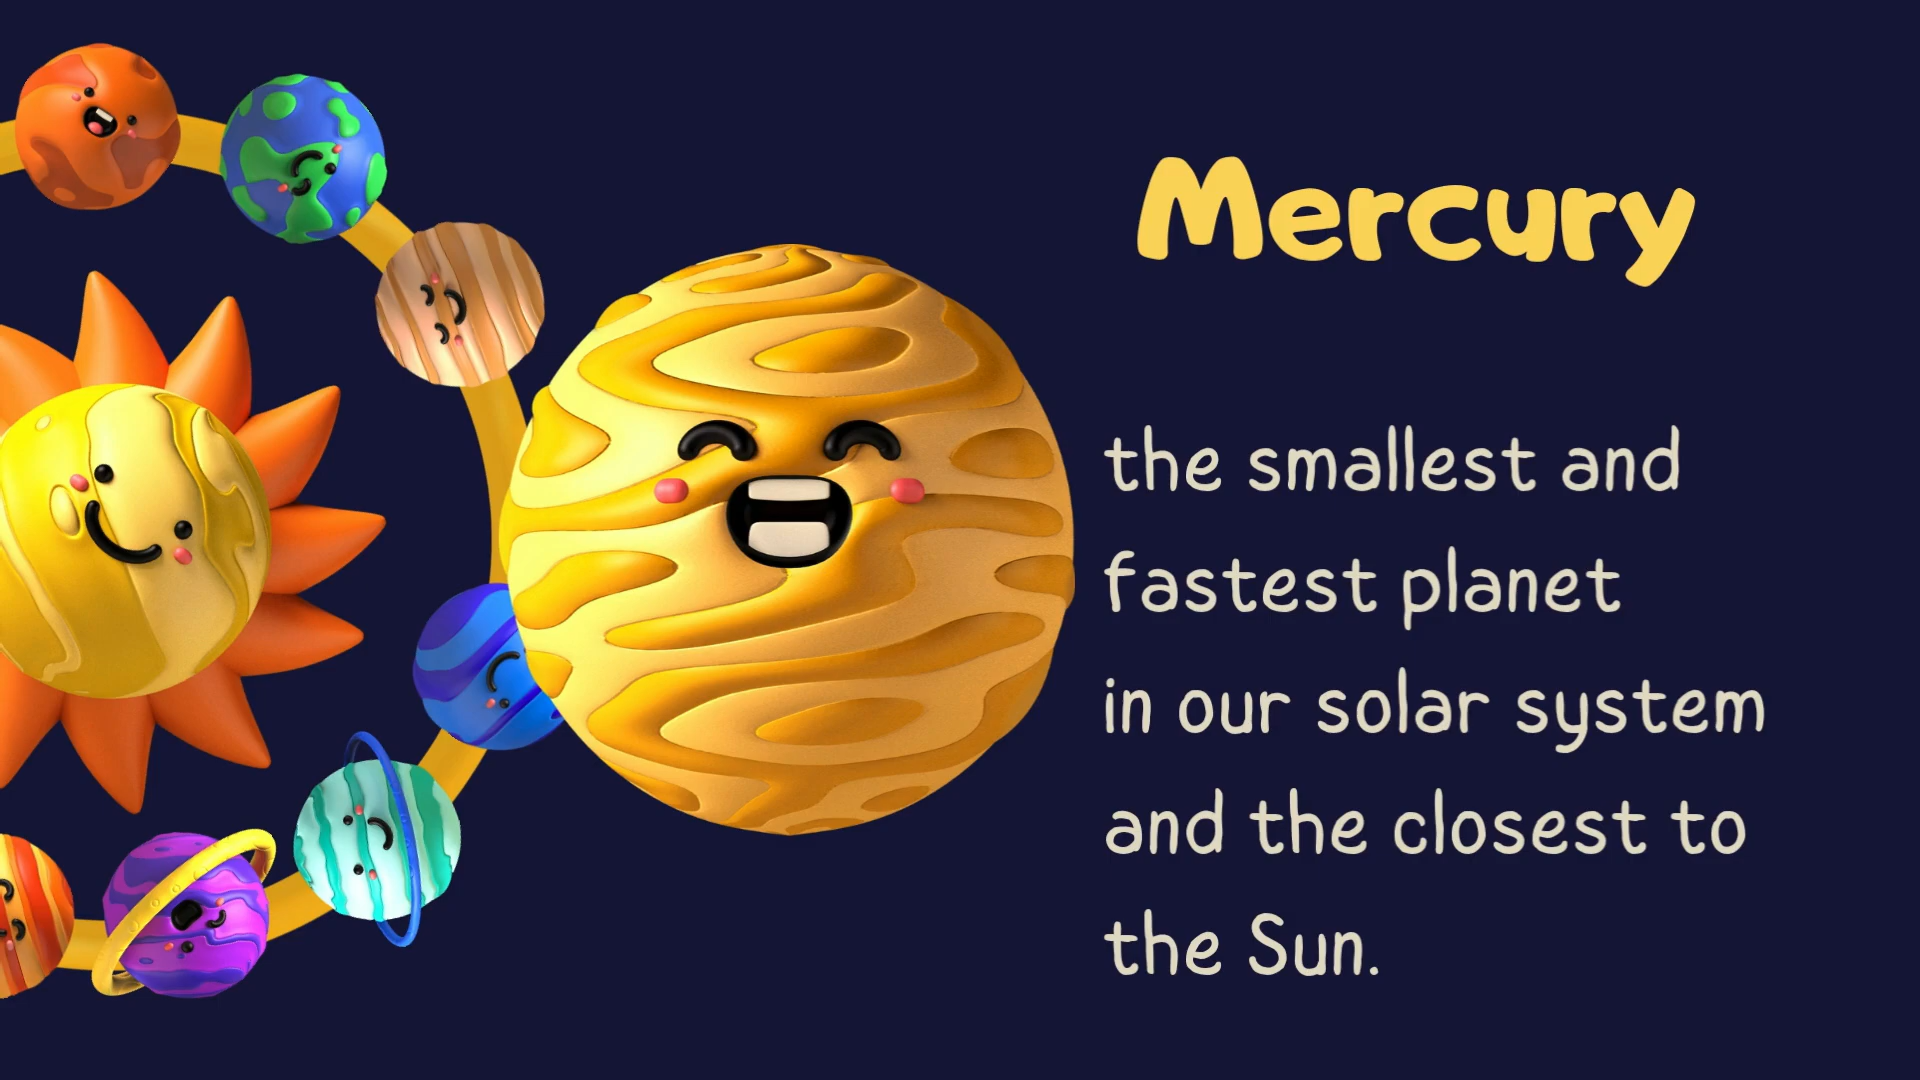 Mercury
the smallest and
fastest planet
in our solar system
and the closest to
the Sun.